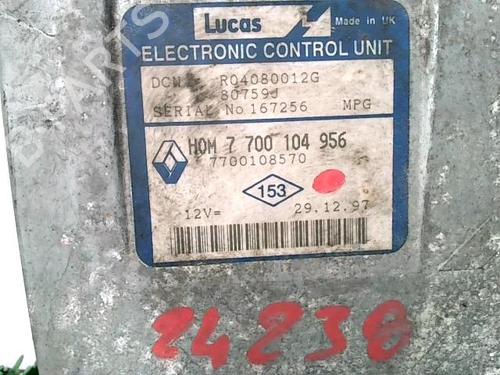 Lucas
Made in UK
ELECTRONIC CONTROL UNIT
DCN R04080012G
80759J
SERIAL No 167256 MPG
HOM 7 700 104 956
7700108570
153
12V= 29.12.97
24238
PARTS